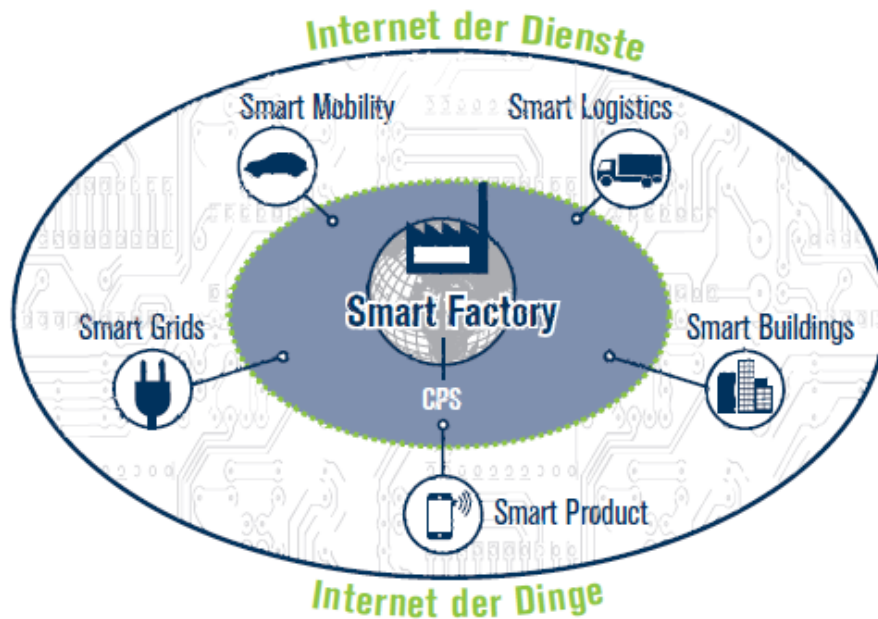 Internet der Dienste
Smart Mobility
Smart Logistics
Smart Factory
Smart Grids
Smart Buildings
CPS
Smart Product
Internet der Dinge